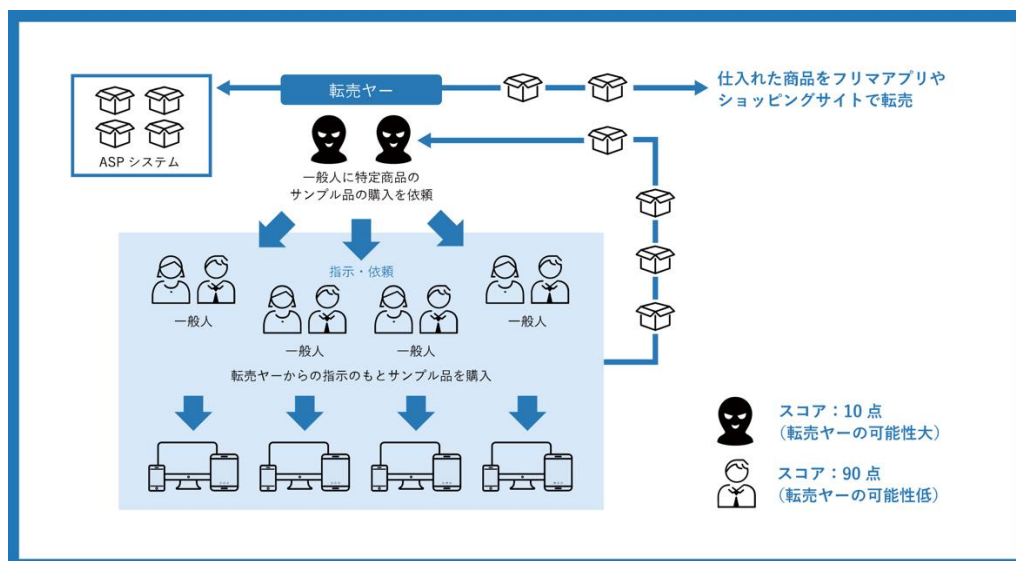 転売ヤー
仕入れた商品をフリマアプリや
ショッピングサイトで転売
ASP システム
一般人に特定商品の
サンプル品の購入を依頼
指示・依頼
一般人
一般人
一般人
一般人
転売ヤーからの指示のもとサンプル品を購入
スコア：10 点
（転売ヤーの可能性大）
スコア：90 点
（転売ヤーの可能性低）